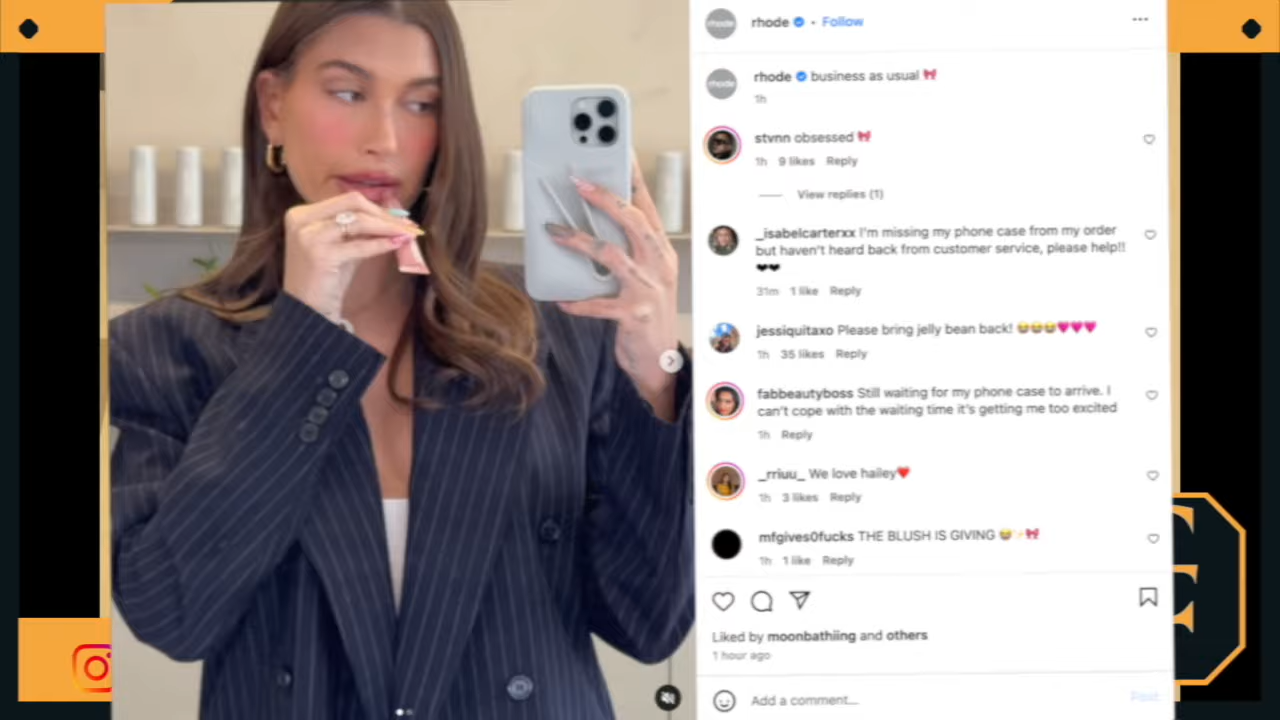 rhode • Follow
rhode business as usual 🎀
1h
stvnn obsessed 🎀
1h 9 likes Reply
View replies (1)
_isabelcarterxx I'm missing my phone case from my order
but haven't heard back from customer service, please help!!
🖤🖤
31m 1 like Reply
jessiquitaxo Please bring jelly bean back! 😭😭😭💗💗💗
1h 35 likes Reply
fabbeautyboss Still waiting for my phone case to arrive. I
can't cope with the waiting time it's getting me too excited
1h Reply
_rriuu_ We love hailey❤️
1h 3 likes Reply
mfgives0fucks THE BLUSH IS GIVING 😭✨🎀
1h 1 like Reply
Liked by moonbathiing and others
1 hour ago
Add a comment...
Post